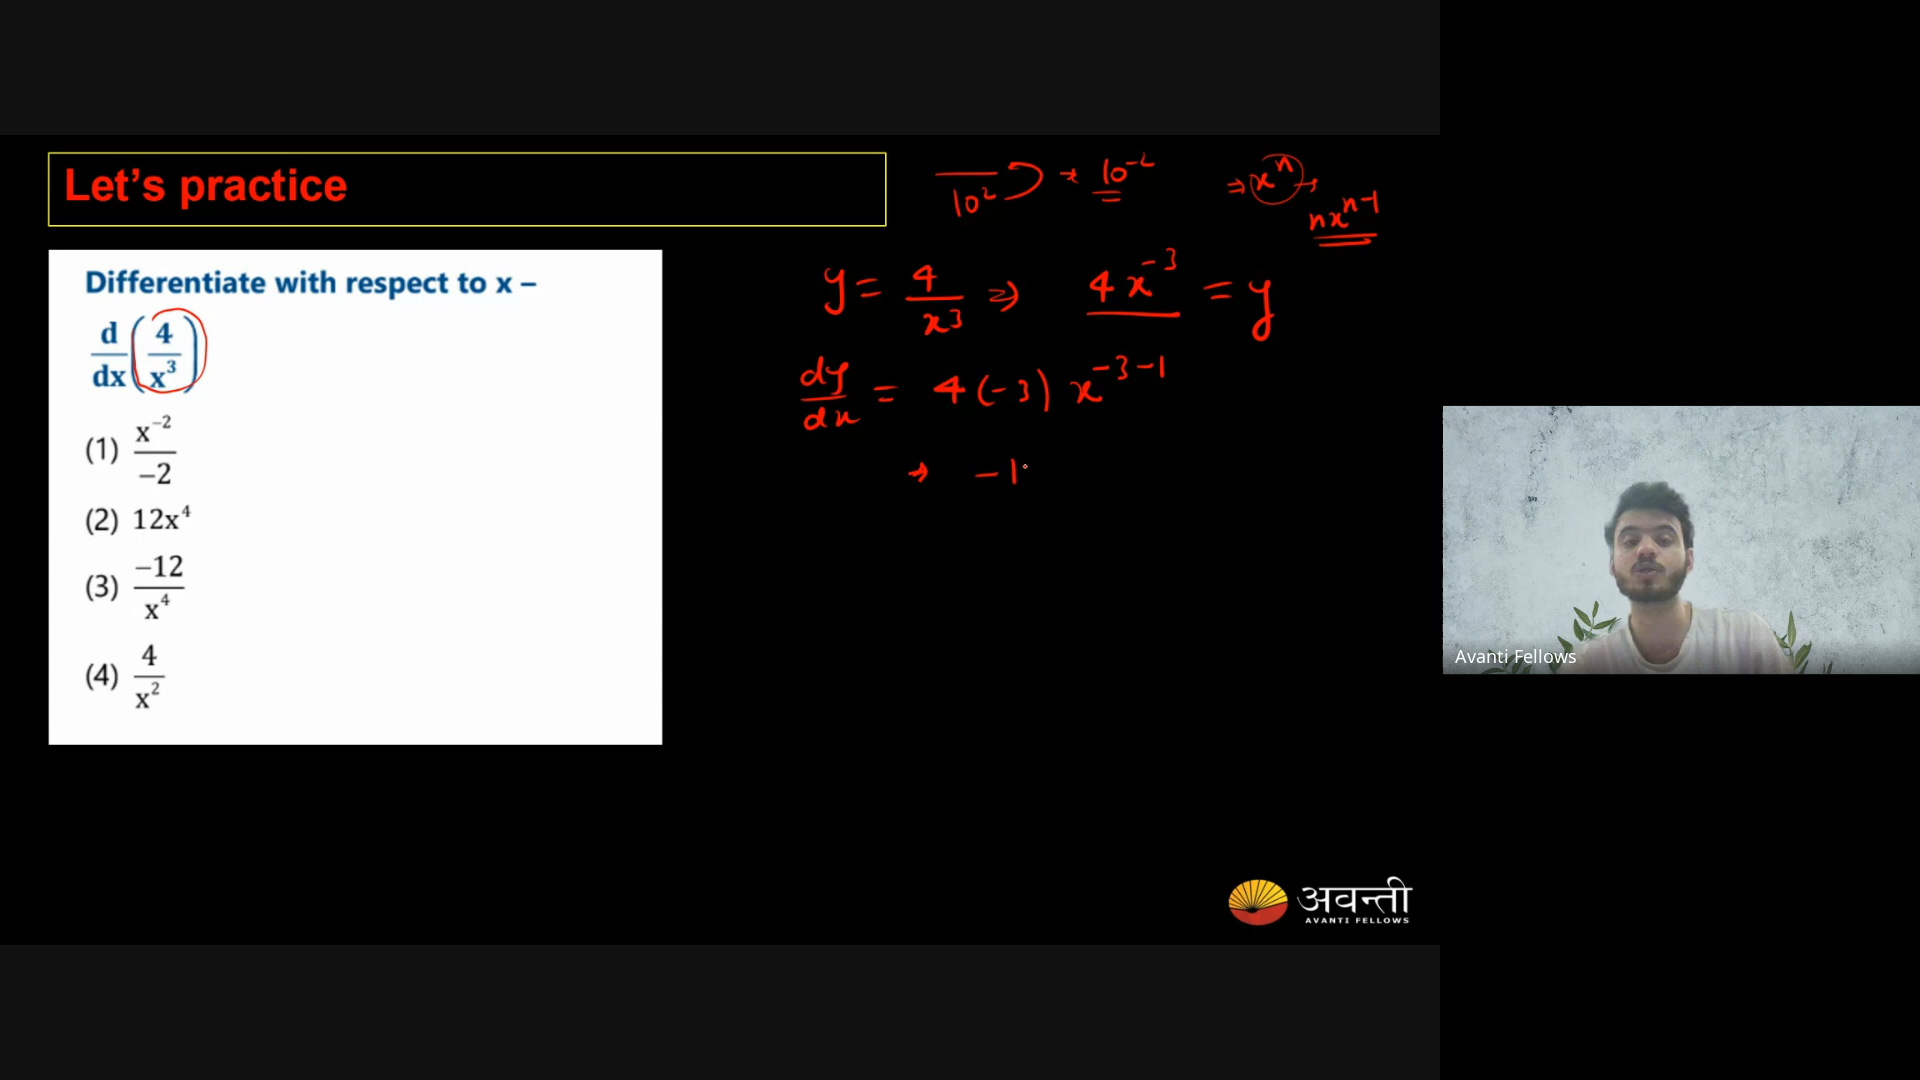 Let's practice
Differentiate with respect to x –
d/dx (4/x³)
(1) x⁻²/−2
(2) 12x⁴
(3) −12/x⁴
(4) 4/x²
/10² → 10⁻²
⇒ xⁿ →
nxⁿ⁻¹
y = 4/x³ ⇒ 4x⁻³ = y
dy/dx = 4(-3) x⁻³⁻¹
→ -1
Avanti Fellows
अवन्ती
AVANTI FELLOWS